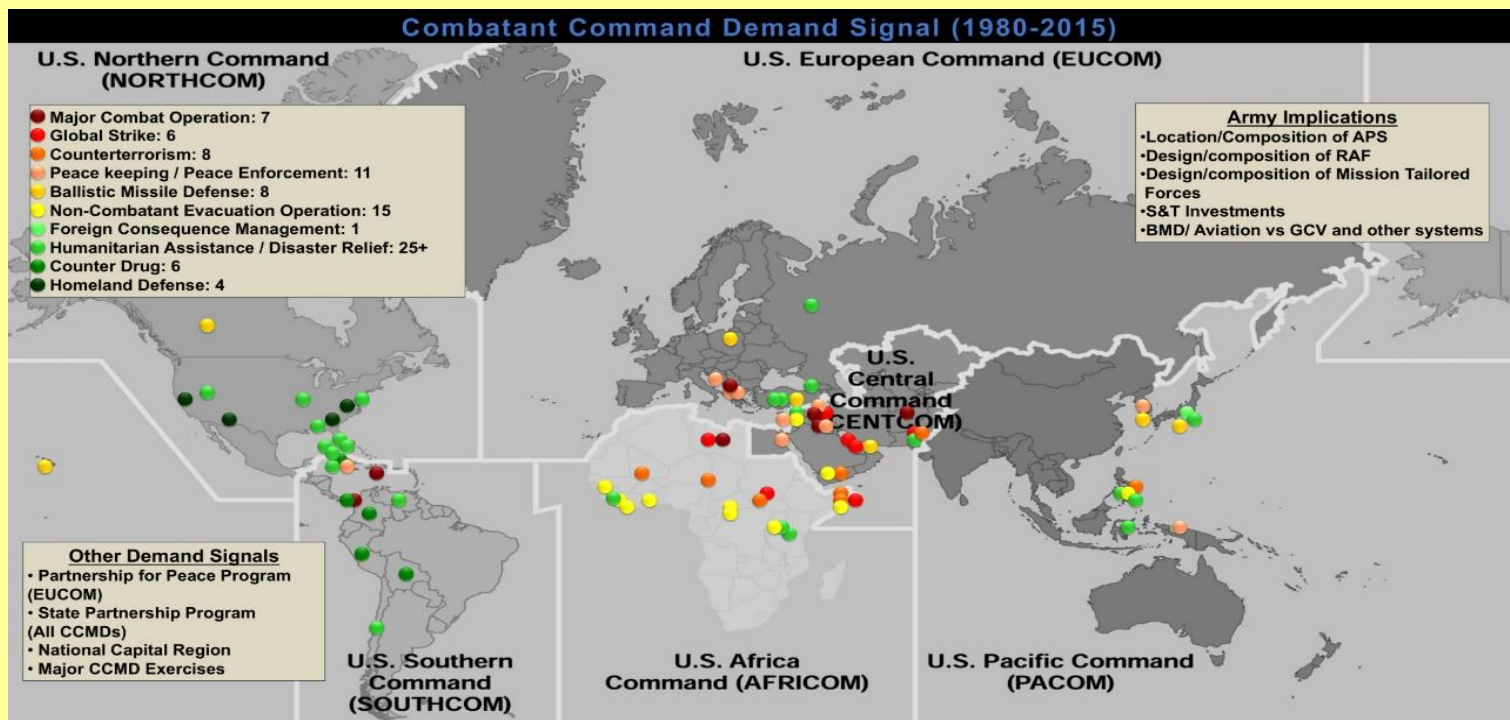 Combatant Command Demand Signal (1980-2015)
U.S. Northern Command
(NORTHCOM)
U.S. European Command (EUCOM)
Major Combat Operation: 7
Global Strike: 6
Counterterrorism: 8
Peace keeping / Peace Enforcement: 11
Ballistic Missile Defense: 8
Non-Combatant Evacuation Operation: 15
Foreign Consequence Management: 1
Humanitarian Assistance / Disaster Relief: 25+
Counter Drug: 6
Homeland Defense: 4
Army Implications
•Location/Composition of APS
•Design/composition of RAF
•Design/composition of Mission Tailored
Forces
•S&T Investments
•BMD/ Aviation vs GCV and other systems
U.S.
Central
Command
(CENTCOM)
Other Demand Signals
• Partnership for Peace Program
(EUCOM)
• State Partnership Program
(All CCMDs)
• National Capital Region
• Major CCMD Exercises
U.S. Southern
Command
(SOUTHCOM)
U.S. Africa
Command (AFRICOM)
U.S. Pacific Command
(PACOM)